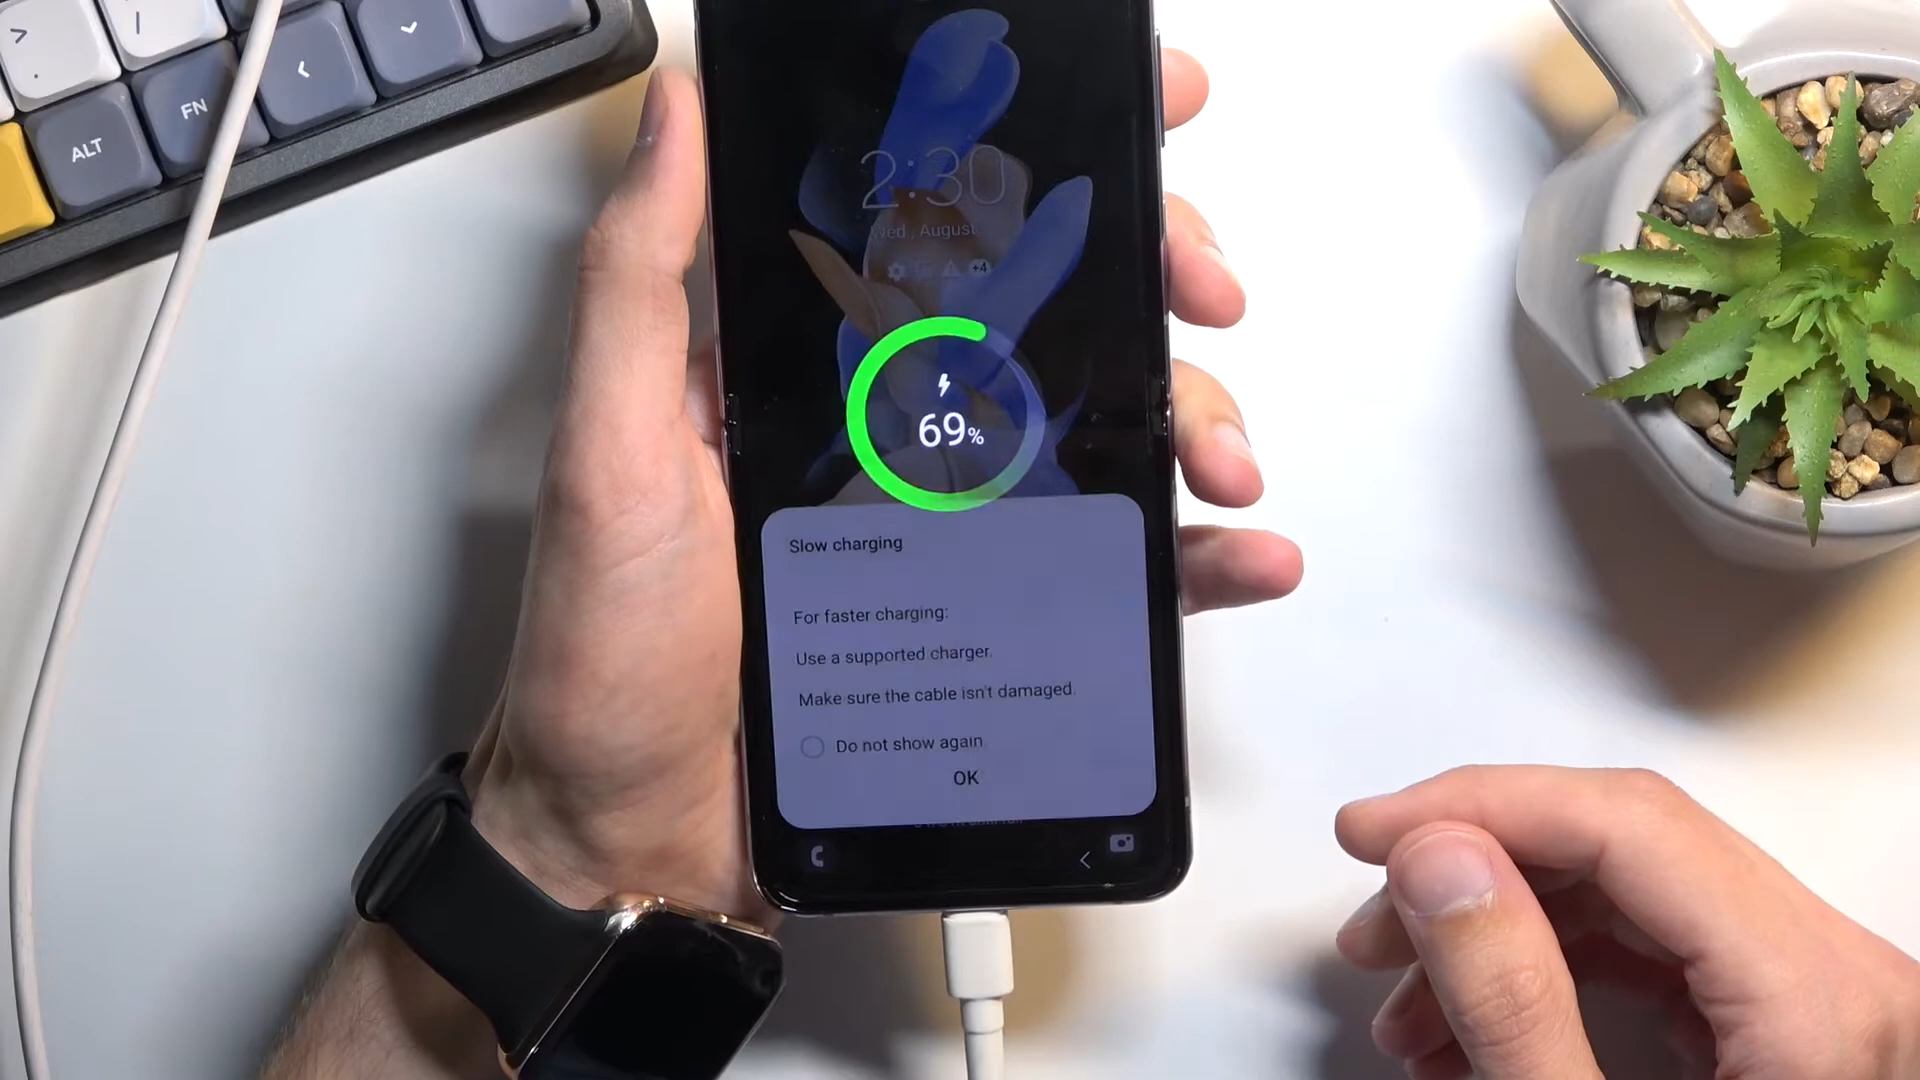 ALT
FN
2:30
Wed., August
+4
69%
Slow charging
For faster charging:
Use a supported charger.
Make sure the cable isn't damaged.
Do not show again
OK